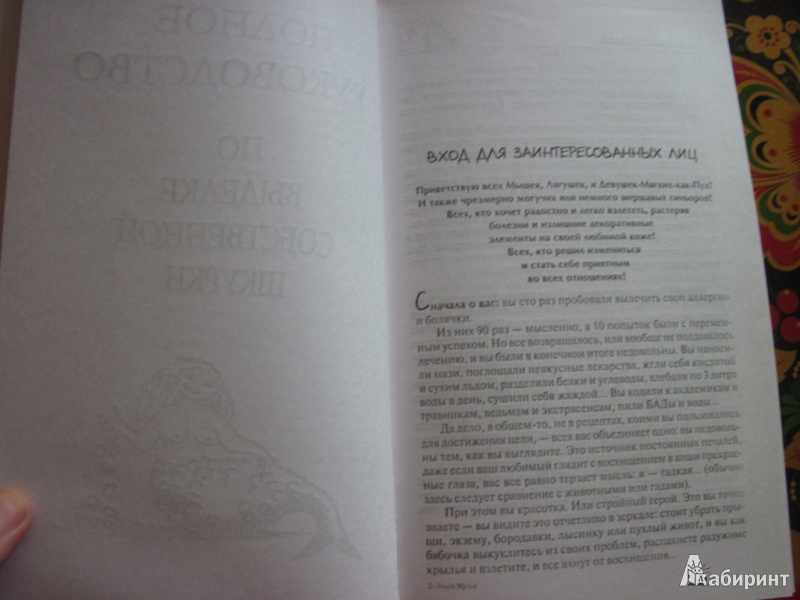 ПОЛНОЕ
РУКОВОДСТВО
ПО
ВЫДЕЛКЕ
СОБСТВЕННОЙ
ШКУРКИ
ВХОД ДЛЯ ЗАИНТЕРЕСОВАННЫХ ЛИЦ
Приветствую всех Мышек, Лягушек, и Девушек-Мягких-как-Пух!
И также чрезмерно могучих или немного шершавых синьоров!
Всех, кто хочет радостно и легко взлететь, растеряв
болезни и излишние декоративные
элементы на своей любимой коже!
Всех, кто решил измениться
и стать себе приятным
во всех отношениях!
Сначала о вас: вы сто раз пробовали вылечить свои аллергии
и болячки.
Из них 90 раз — мысленно, а 10 попыток были с перемен-
ным успехом. Но все возвращалось, или вообще не поддавалось
лечению, и вы были в конечном итоге недовольны. Вы наноси-
ли мази, поглощали невкусные лекарства, жгли себя кислотой
и сухим льдом, разделяли белки и углеводы, хлебали по 3 литра
воды в день, сушили себя жаждой... Вы ходили к академикам и
травникам, ведьмам и экстрасенсам, пили БАДы и яды...
Да дело, в общем-то, не в рецептах, коими вы пользовались
для достижения цели, — всех вас объединяет одно: вы недоволь-
ны тем, как вы выглядите. Это источник постоянных печалей,
даже если ваш любимый глядит с восхищением в ваши прекрас-
ные глаза, вас все равно терзает мысль: я — гадкая... (обычно
здесь следует сравнение с животными или гадами).
При этом вы красотка. Или стройный герой. Это вы точно
знаете — вы видите это отчетливо в зеркале: стоит убрать пры-
щи, экзему, бородавки, лысинку или пухлый живот, и вы как
бабочка выкуклитесь из своих проблем, распахнете радужные
крылья и взлетите, и все ахнут от восхищения...
Лабиринт